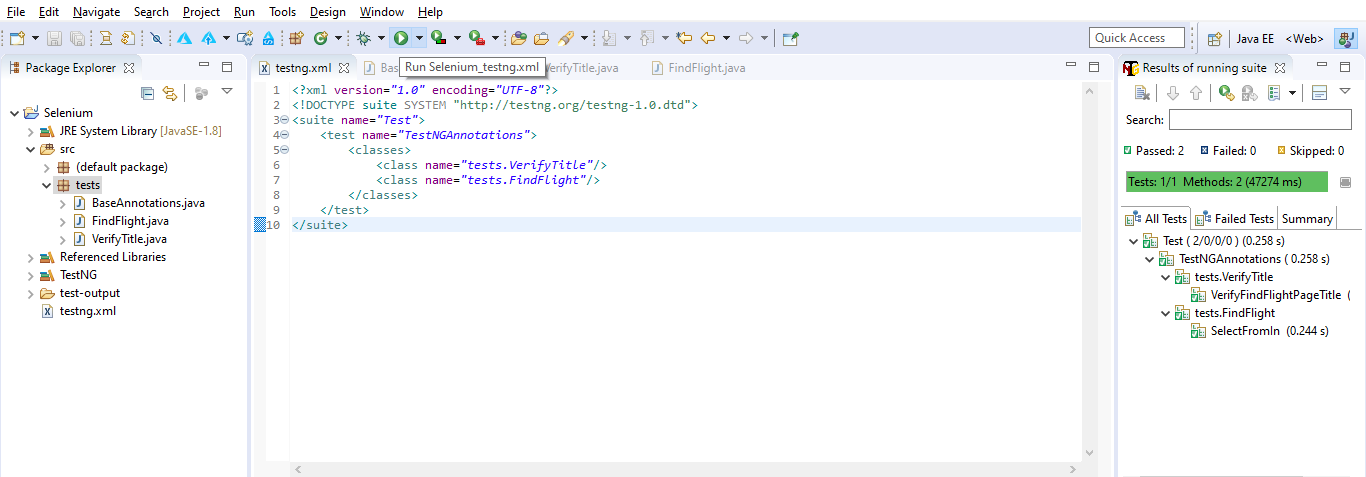 File Edit Navigate Search Project Run Tools Design Window Help
Quick Access
Java EE
<Web>
Package Explorer
Selenium
JRE System Library [JavaSE-1.8]
src
(default package)
tests
BaseAnnotations.java
FindFlight.java
VerifyTitle.java
Referenced Libraries
TestNG
test-output
testng.xml
testng.xml
Run Selenium_testng.xml
VerifyTitle.java
FindFlight.java
1 <?xml version="1.0" encoding="UTF-8"?>
2 <!DOCTYPE suite SYSTEM "http://testng.org/testng-1.0.dtd">
3 <suite name="Test">
4 <test name="TestNGAnnotations">
5 <classes>
6 <class name="tests.VerifyTitle"/>
7 <class name="tests.FindFlight"/>
8 </classes>
9 </test>
10 </suite>
Results of running suite
Search:
Passed: 2 Failed: 0 Skipped: 0
Tests: 1/1 Methods: 2 (47274 ms)
All Tests Failed Tests Summary
Test ( 2/0/0/0 ) (0.258 s)
TestNGAnnotations ( 0.258 s)
tests.VerifyTitle
VerifyFindFlightPageTitle (
tests.FindFlight
SelectFromIn (0.244 s)